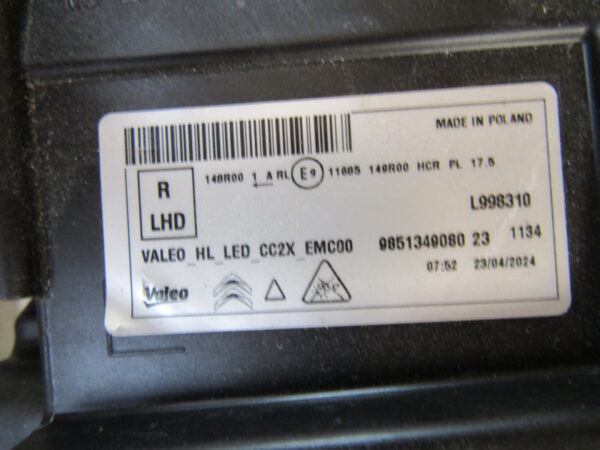 MADE IN POLAND
148R00 1 A RL E9 11085 149R00 HCR PL 17.5
R
LHD
L998310
VALEO_HL_LED_CC2X_EMC00 9851349080 23 1134
07:52 23/04/2024
Valeo